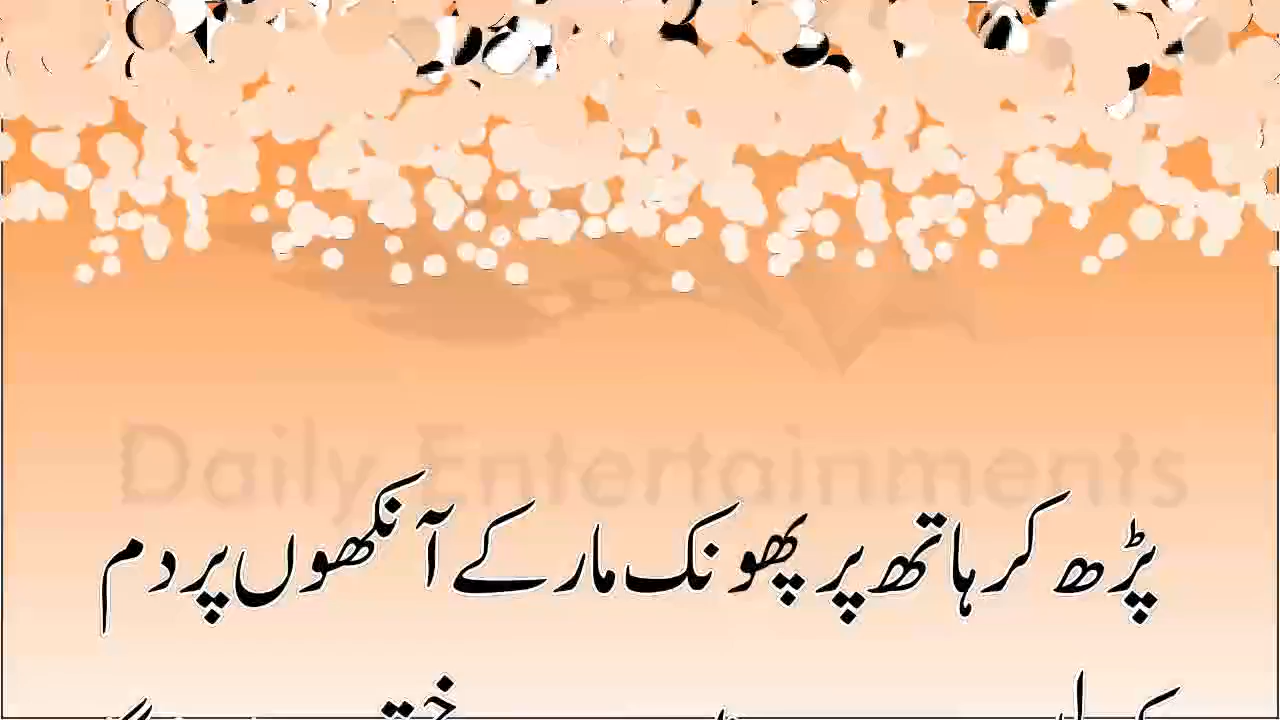 Daily Entertainments
پڑھ کر ہاتھ پر پھونک مار کے آنکھوں پر دم